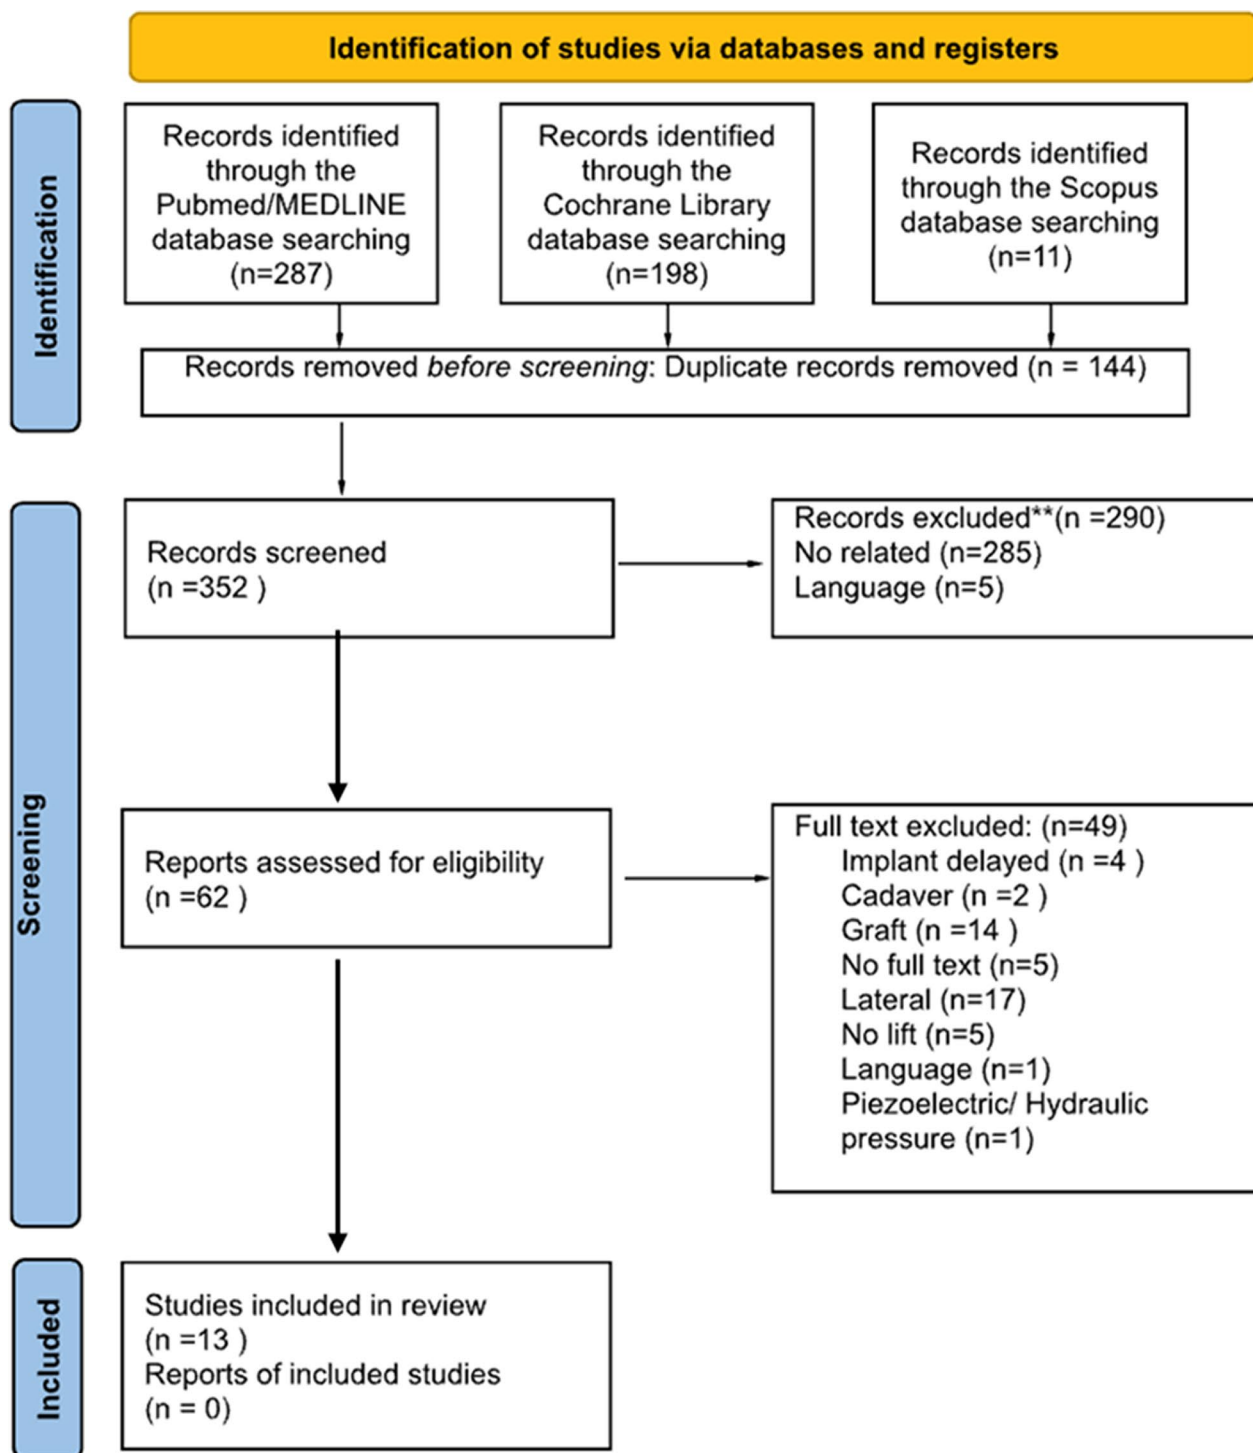 Identification of studies via databases and registers
Identification
Records identified
through the
Pubmed/MEDLINE
database searching
(n=287)
Records identified
through the
Cochrane Library
database searching
(n=198)
Records identified
through the Scopus
database searching
(n=11)
Records removed before screening: Duplicate records removed (n = 144)
Screening
Records screened
(n =352 )
Records excluded**(n =290)
No related (n=285)
Language (n=5)
Reports assessed for eligibility
(n =62 )
Full text excluded: (n=49)
Implant delayed (n =4 )
Cadaver (n =2 )
Graft (n =14 )
No full text (n=5)
Lateral (n=17)
No lift (n=5)
Language (n=1)
Piezoelectric/ Hydraulic
pressure (n=1)
Included
Studies included in review
(n =13 )
Reports of included studies
(n = 0)